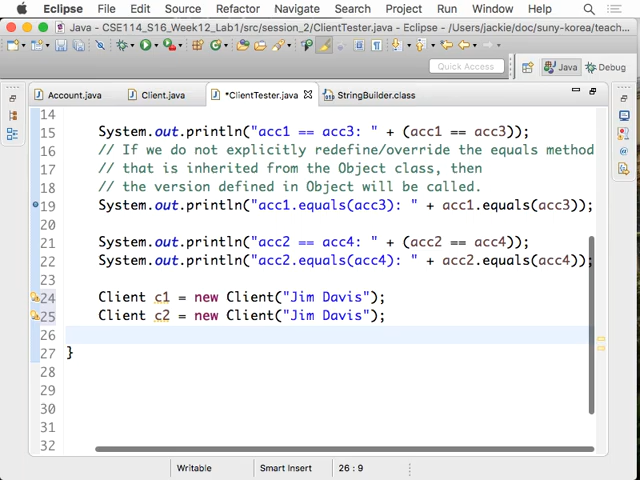 Eclipse File Edit Source Refactor Navigate Search Project Run Window Help
Java - CSE114_S16_Week12_Lab1/src/session_2/ClientTester.java - Eclipse - /Users/jackie/doc/suny-korea/teach...
Quick Access Java Debug
Account.java Client.java *ClientTester.java StringBuilder.class
14
15 System.out.println("acc1 == acc3: " + (acc1 == acc3));
16 // If we do not explicitly redefine/override the equals method
17 // that is inherited from the Object class, then
18 // the version defined in Object will be called.
19 System.out.println("acc1.equals(acc3): " + acc1.equals(acc3));
20
21 System.out.println("acc2 == acc4: " + (acc2 == acc4));
22 System.out.println("acc2.equals(acc4): " + acc2.equals(acc4));
23
24 Client c1 = new Client("Jim Davis");
25 Client c2 = new Client("Jim Davis");
26
27 }
28
29
30
31
32
Writable Smart Insert 26 : 9